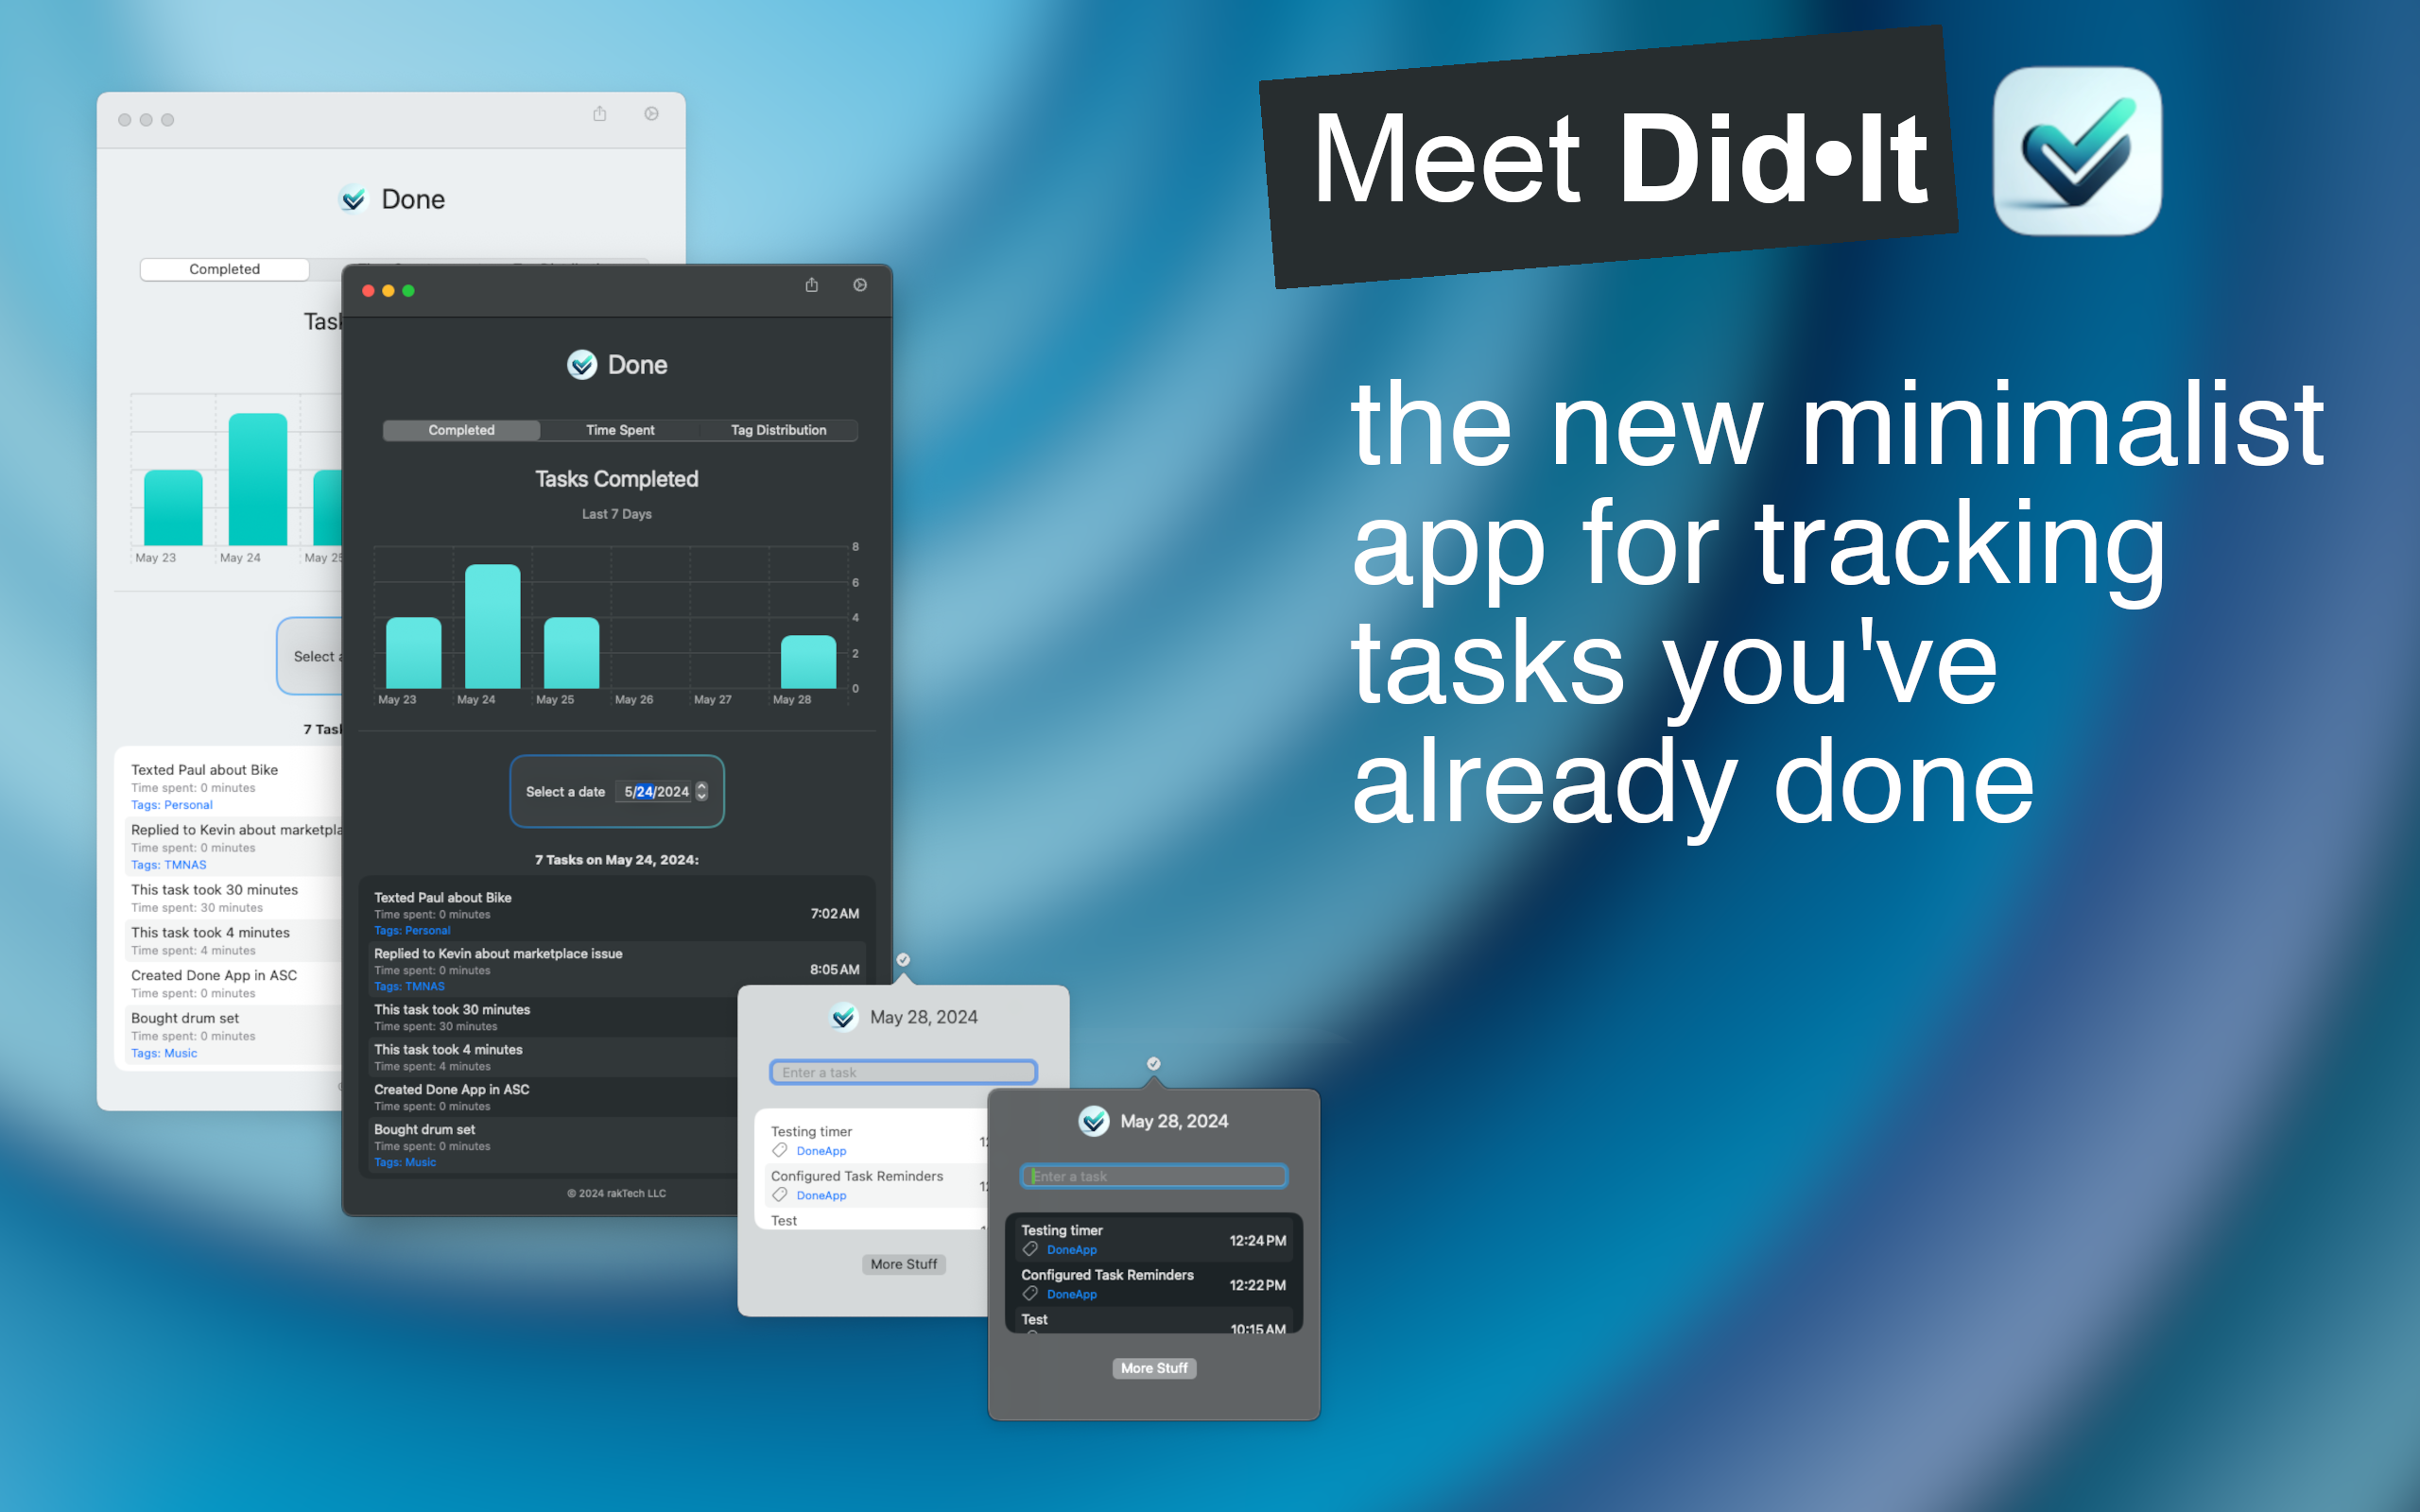 Meet Did•It
the new minimalist
app for tracking
tasks you've
already done
Done
Completed
Tas
May 23
May 24
May 25
Select a
7 Task
Texted Paul about Bike
Time spent: 0 minutes
Tags: Personal
Replied to Kevin about marketpla
Time spent: 0 minutes
Tags: TMNAS
This task took 30 minutes
Time spent: 30 minutes
This task took 4 minutes
Time spent: 4 minutes
Created Done App in ASC
Time spent: 0 minutes
Bought drum set
Time spent: 0 minutes
Tags: Music
Done
Completed Time Spent Tag Distribution
Tasks Completed
Last 7 Days
8
6
4
2
0
May 23 May 24 May 25 May 26 May 27 May 28
Select a date 5/24/2024
7 Tasks on May 24, 2024:
Texted Paul about Bike
Time spent: 0 minutes 7:02 AM
Tags: Personal
Replied to Kevin about marketplace issue
Time spent: 0 minutes 8:05 AM
Tags: TMNAS
This task took 30 minutes
Time spent: 30 minutes
This task took 4 minutes
Time spent: 4 minutes
Created Done App in ASC
Time spent: 0 minutes
Bought drum set
Time spent: 0 minutes
Tags: Music
© 2024 rakTech LLC
May 28, 2024
Enter a task
Testing timer
DoneApp
Configured Task Reminders
DoneApp
Test
More Stuff
May 28, 2024
Enter a task
Testing timer 12:24 PM
DoneApp
Configured Task Reminders 12:22 PM
DoneApp
Test 10:15 AM
More Stuff